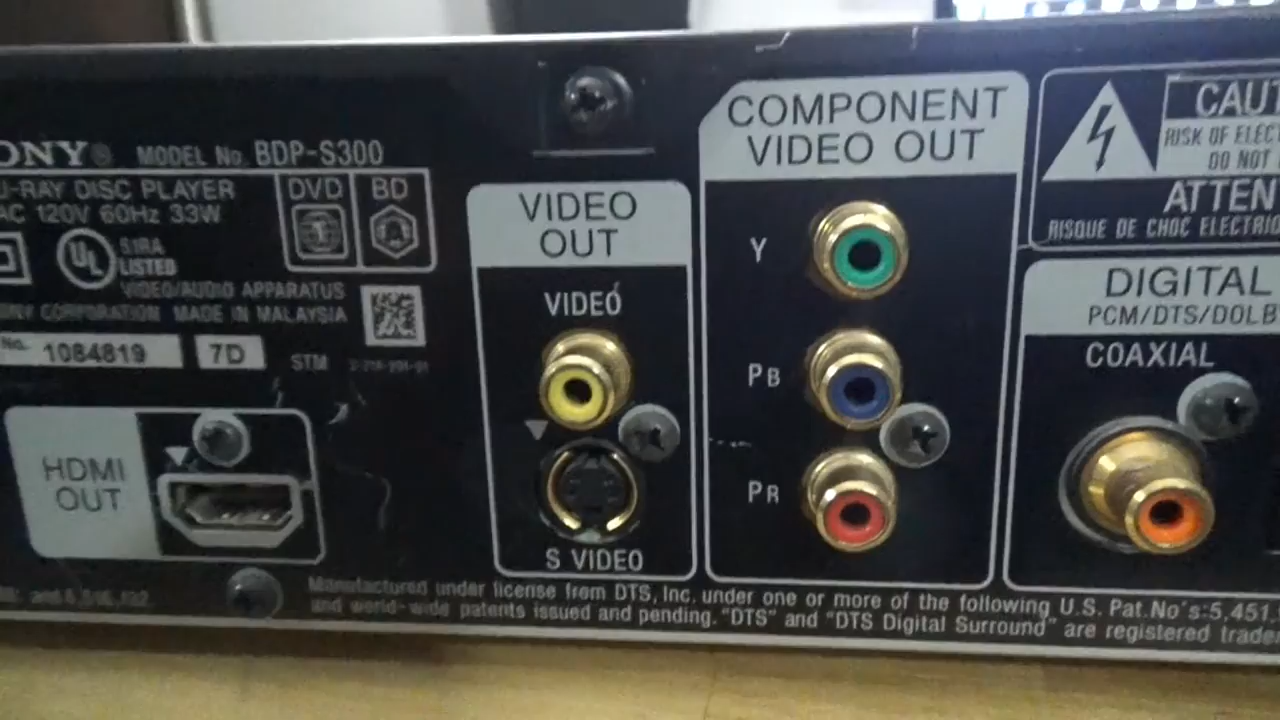 ONY® MODEL No. BDP-S300
U-RAY DISC PLAYER
AC 120V 60Hz 33W
DVD BD
UL LISTED
VIDEO/AUDIO APPARATUS
ONY CORPORATION MADE IN MALAYSIA
No. 1084819 7D STM
HDMI
OUT
VIDEO
OUT
VIDEO
S VIDEO
COMPONENT
VIDEO OUT
Y
PB
PR
CAUT
RISK OF ELEC
DO NOT
ATTEN
RISQUE DE CHOC ELECTRIC
DIGITAL
PCM/DTS/DOLB
COAXIAL
Manufactured under license from DTS, Inc. under one or more of the following U.S. Pat.No's:5,451,
and world-wide patents issued and pending. "DTS" and "DTS Digital Surround" are registered trade